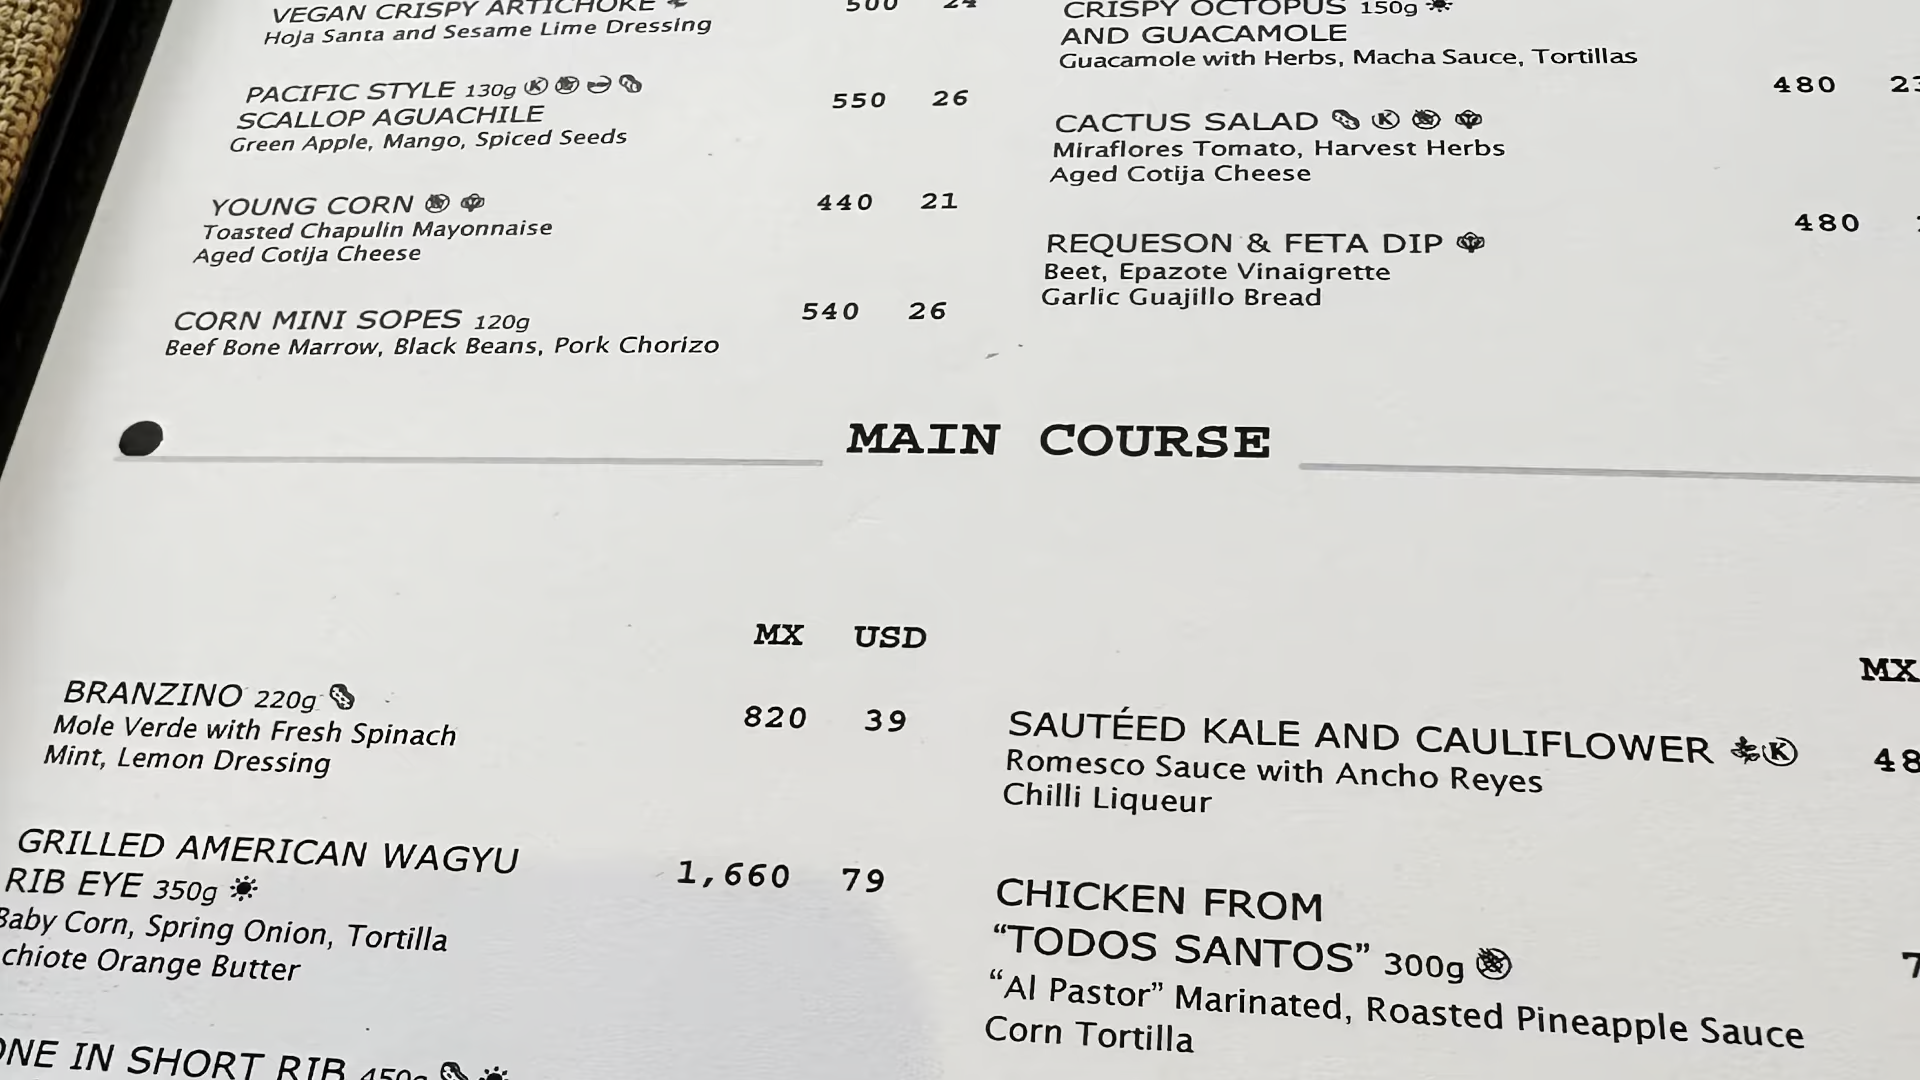 VEGAN CRISPY ARTICHOKE 500 24
Hoja Santa and Sesame Lime Dressing
PACIFIC STYLE 130g 550 26
SCALLOP AGUACHILE
Green Apple, Mango, Spiced Seeds
YOUNG CORN 440 21
Toasted Chapulin Mayonnaise
Aged Cotija Cheese
CORN MINI SOPES 120g 540 26
Beef Bone Marrow, Black Beans, Pork Chorizo
CRISPY OCTOPUS 150g
AND GUACAMOLE
Guacamole with Herbs, Macha Sauce, Tortillas
CACTUS SALAD 480
Miraflores Tomato, Harvest Herbs
Aged Cotija Cheese
REQUESON & FETA DIP 480
Beet, Epazote Vinaigrette
Garlic Guajillo Bread
MAIN COURSE
MX USD
BRANZINO 220g 820 39
Mole Verde with Fresh Spinach
Mint, Lemon Dressing
GRILLED AMERICAN WAGYU 1,660 79
RIB EYE 350g
Baby Corn, Spring Onion, Tortilla
chiote Orange Butter
ONE IN SHORT RIB 450g
MX
SAUTÉED KALE AND CAULIFLOWER
Romesco Sauce with Ancho Reyes
Chilli Liqueur
CHICKEN FROM
“TODOS SANTOS” 300g
“Al Pastor” Marinated, Roasted Pineapple Sauce
Corn Tortilla